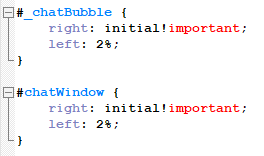 #_chatBubble {
right: initial!important;
left: 2%;
}
#chatWindow {
right: initial!important;
left: 2%;
}